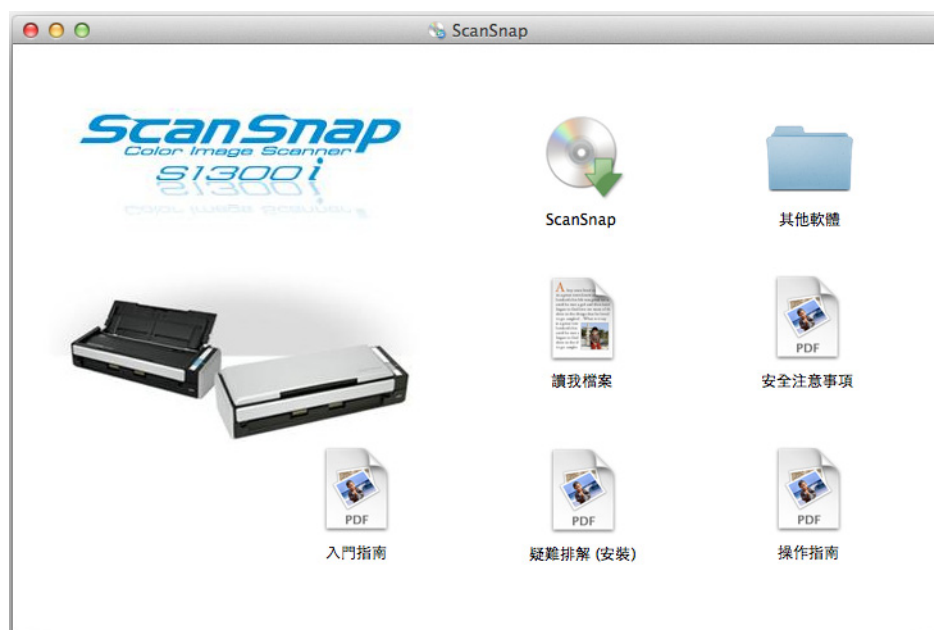 ScanSnap
ScanSnap
Color Image Scanner
S1300i
ScanSnap
其他軟體
讀我檔案
PDF
安全注意事項
PDF
入門指南
PDF
疑難排解 (安裝)
PDF
操作指南